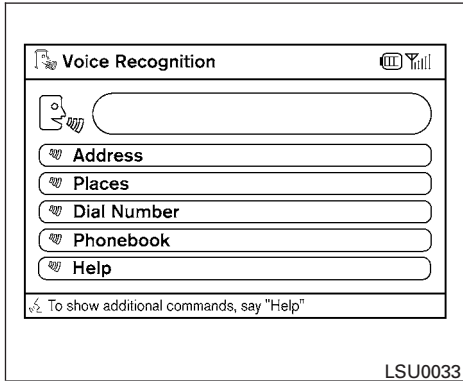 Voice Recognition
Address
Places
Dial Number
Phonebook
Help
To show additional commands, say "Help"
LSU0033